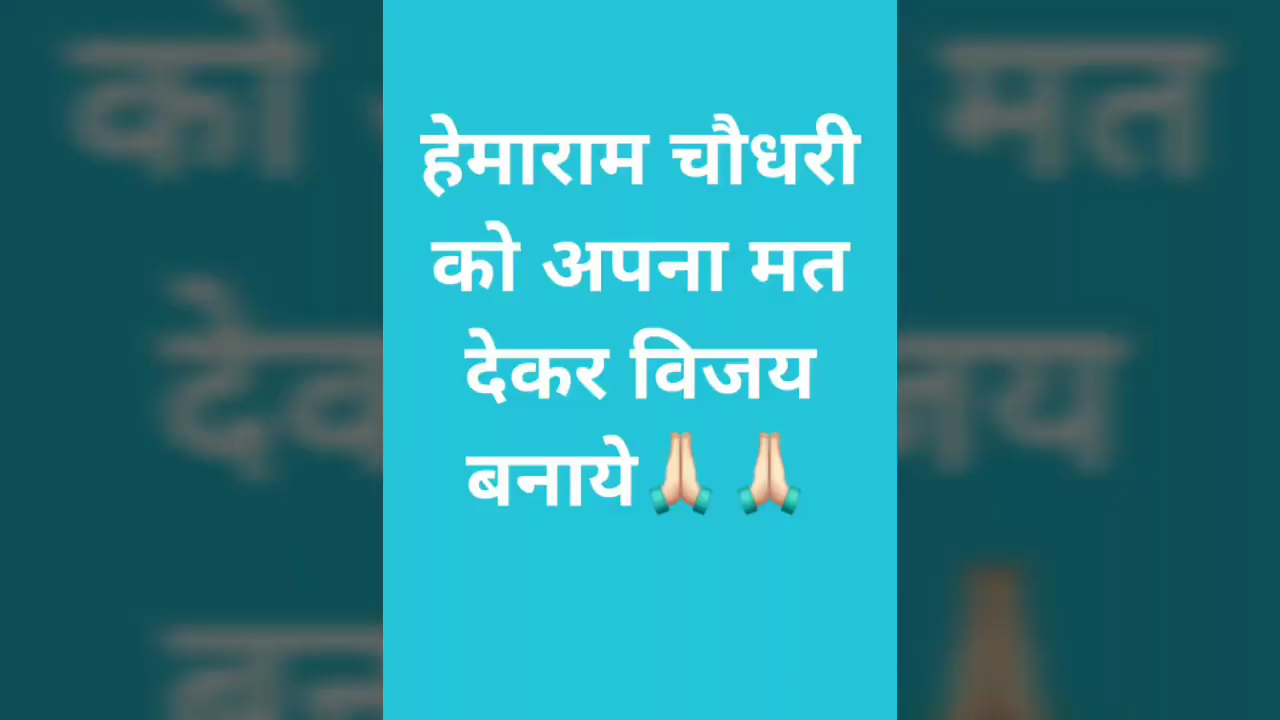 हेमाराम चौधरी
को अपना मत
देकर विजय
बनाये🙏🏻 🙏🏻